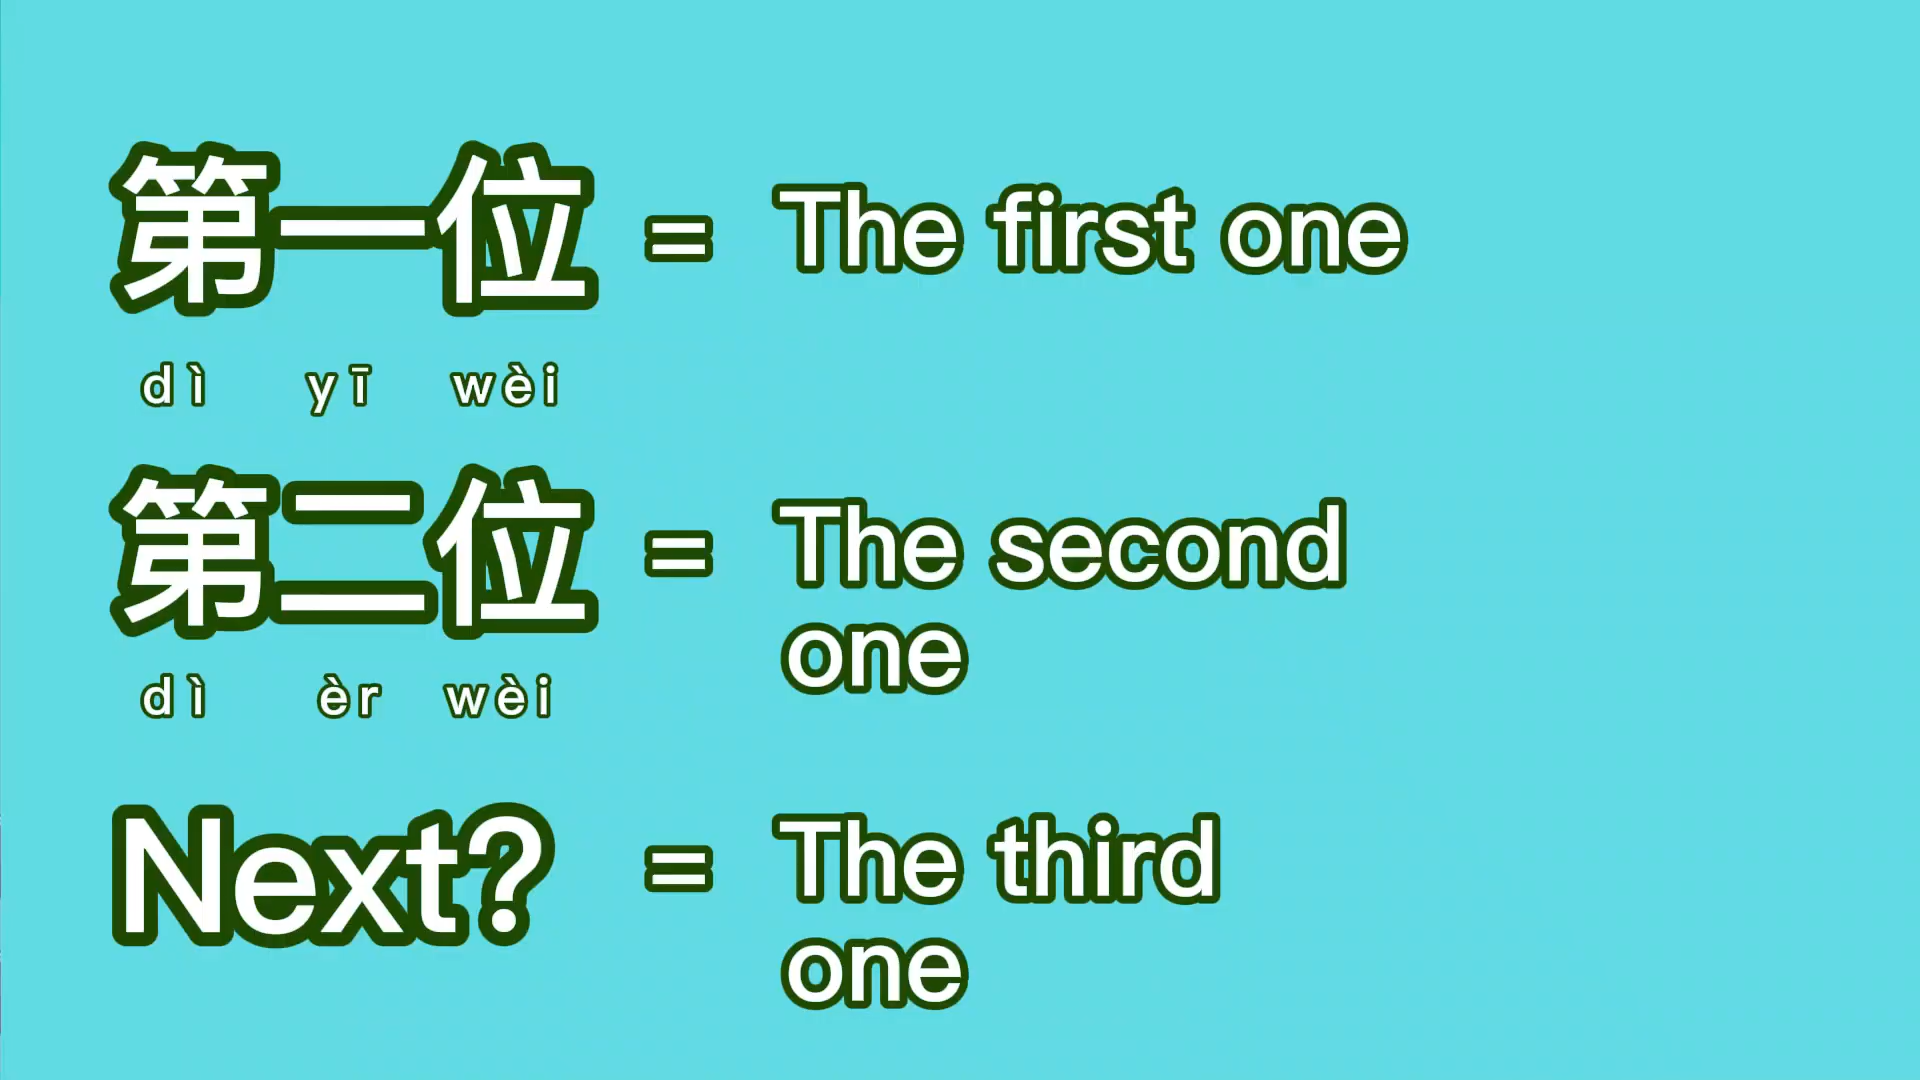 第一位 = The first one
dì yī wèi
第二位 = The second
one
dì èr wèi
Next? = The third
one